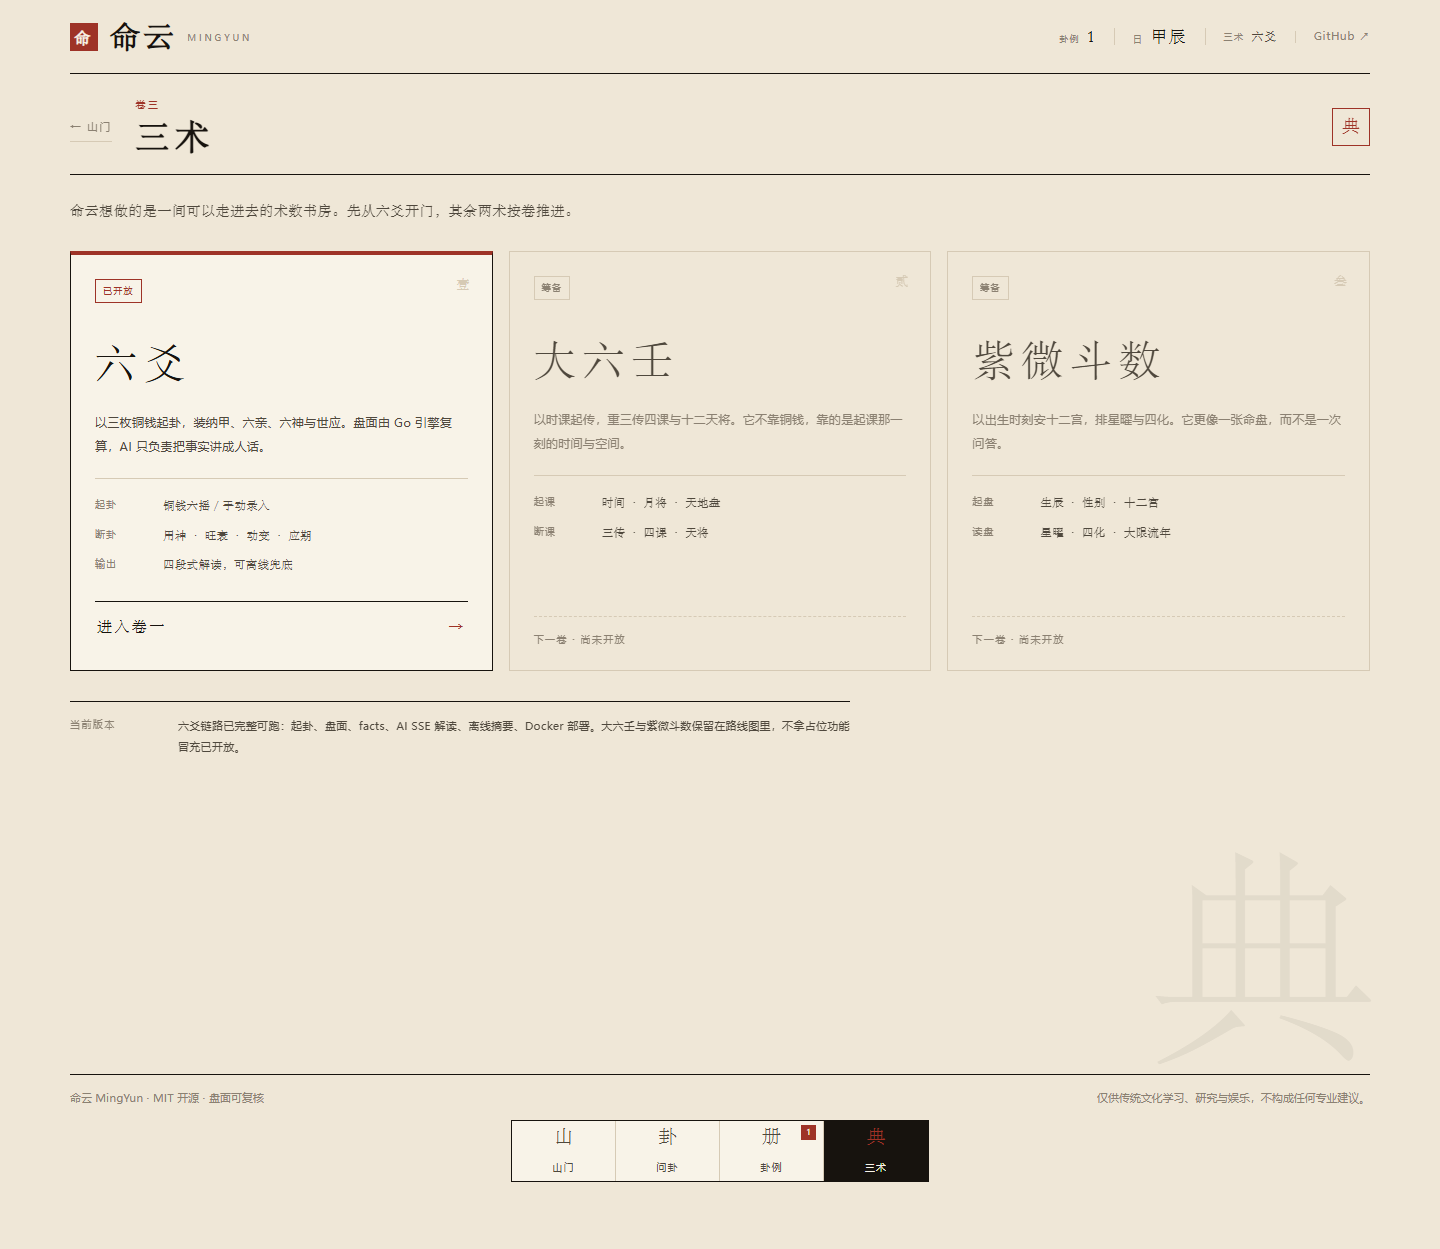 命 命云 MINGYUN
卦例 1 日 甲辰 三术 六爻 GitHub ↗
卷三
← 山门 三术
典
命云想做的是一间可以走进去的术数书房。先从六爻开门，其余两术按卷推进。
已开放 壹
六爻
以三枚铜钱起卦，装纳甲、六亲、六神与世应。盘面由 Go 引擎复
算，AI 只负责把事实讲成人话。
起卦 铜钱六摇 / 手动录入
断卦 用神 · 旺衰 · 动变 · 应期
输出 四段式解读，可离线兜底
进入卷一 →
筹备 贰
大六壬
以时课起传，重三传四课与十二天将。它不靠铜钱，靠的是起课那一
刻的时间与空间。
起课 时间 · 月将 · 天地盘
断课 三传 · 四课 · 天将
下一卷 · 尚未开放
筹备 叁
紫微斗数
以出生时刻安十二宫，排星曜与四化。它更像一张命盘，而不是一次
问答。
起盘 生辰 · 性别 · 十二宫
读盘 星曜 · 四化 · 大限流年
下一卷 · 尚未开放
当前版本 六爻链路已完整可跑：起卦、盘面、facts、AI SSE 解读、离线摘要、Docker 部署。大六壬与紫微斗数保留在路线图里，不拿占位功能
冒充已开放。
典
命云 MingYun · MIT 开源 · 盘面可复核
仅供传统文化学习、研究与娱乐，不构成任何专业建议。
山 卦 册 1 典
山门 问卦 卦例 三术